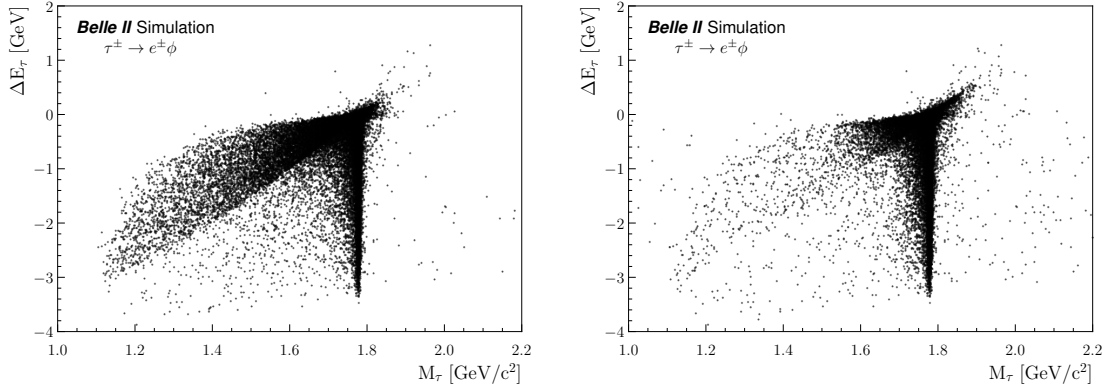 Belle II Simulation
τ± → e±ϕ
ΔE_τ [GeV]
2
1
0
−1
−2
−3
−4
1.0 1.2 1.4 1.6 1.8 2.0 2.2
M_τ [GeV/c²]
Belle II Simulation
τ± → e±ϕ
ΔE_τ [GeV]
2
1
0
−1
−2
−3
−4
1.0 1.2 1.4 1.6 1.8 2.0 2.2
M_τ [GeV/c²]